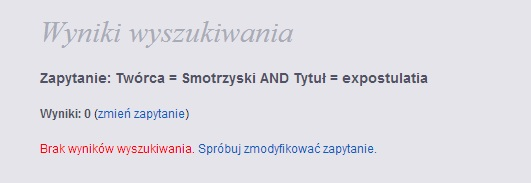 Wyniki wyszukiwania
Zapytanie: Twórca = Smotrzyski AND Tytuł = expostulatia
Wyniki: 0 (zmień zapytanie)
Brak wyników wyszukiwania. Spróbuj zmodyfikować zapytanie.